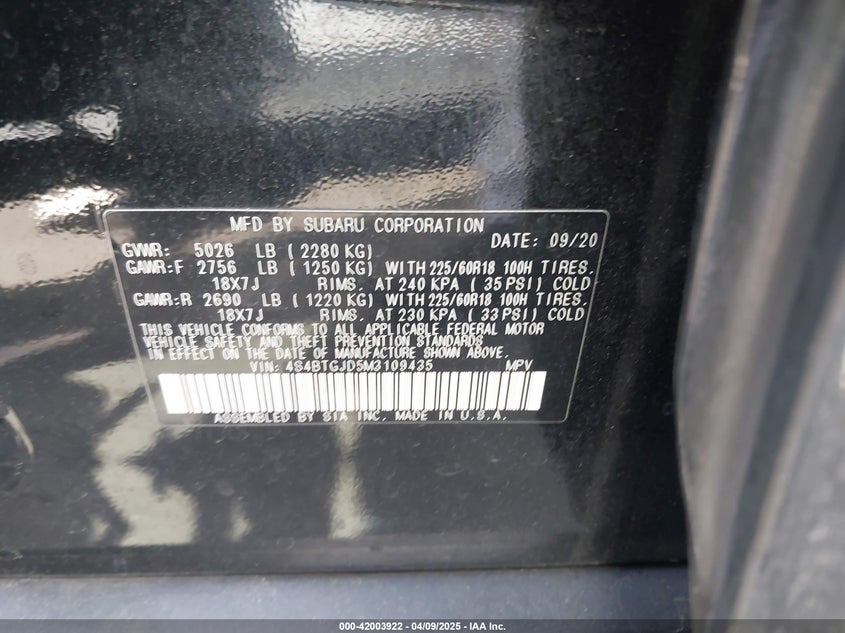 MFD BY SUBARU CORPORATION
GVWR: 5026 LB ( 2280 KG) DATE: 09/20
GAWR:F 2756 LB ( 1250 KG) WITH 225/60R18 100H TIRES.
18X7J RIMS. AT 240 KPA ( 35 PSI) COLD
GAWR:R 2690 LB ( 1220 KG) WITH 225/60R18 100H TIRES.
18X7J RIMS. AT 230 KPA ( 33 PSI) COLD
THIS VEHICLE CONFORMS TO ALL APPLICABLE FEDERAL MOTOR
VEHICLE SAFETY AND THEFT PREVENTION STANDARDS
IN EFFECT ON THE DATE OF MANUFACTURE SHOWN ABOVE.
VIN: 4S4BTGJD5M3109435 MPV
ASSEMBLED BY SIA INC. MADE IN U.S.A.
000-42003922 - 04/09/2025 - IAA Inc.